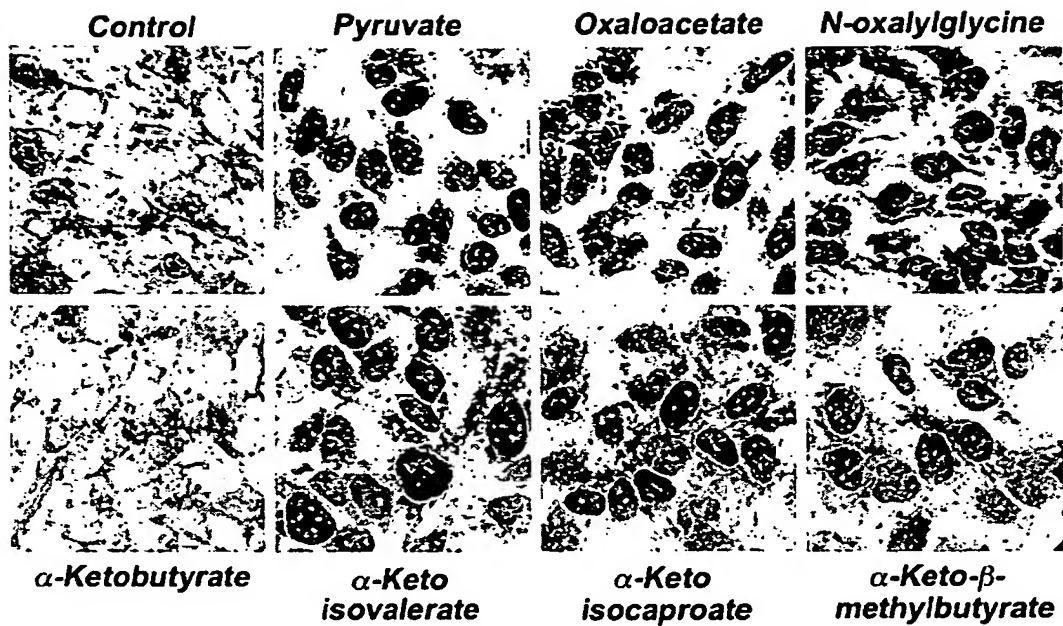 Control Pyruvate Oxaloacetate N-oxalylglycine
α-Ketobutyrate α-Keto isovalerate α-Keto isocaproate α-Keto-β-methylbutyrate